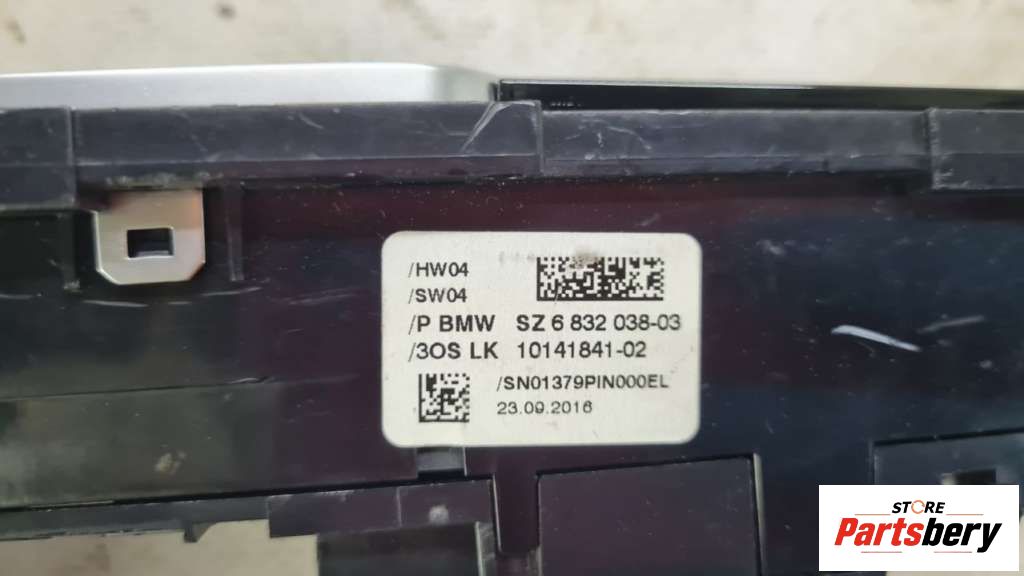 /HW04
/SW04
/P BMW SZ 6 832 038-03
/3OS LK 10141841-02
/SN01379PIN000EL
23.09.2016
STORE
Partsbery